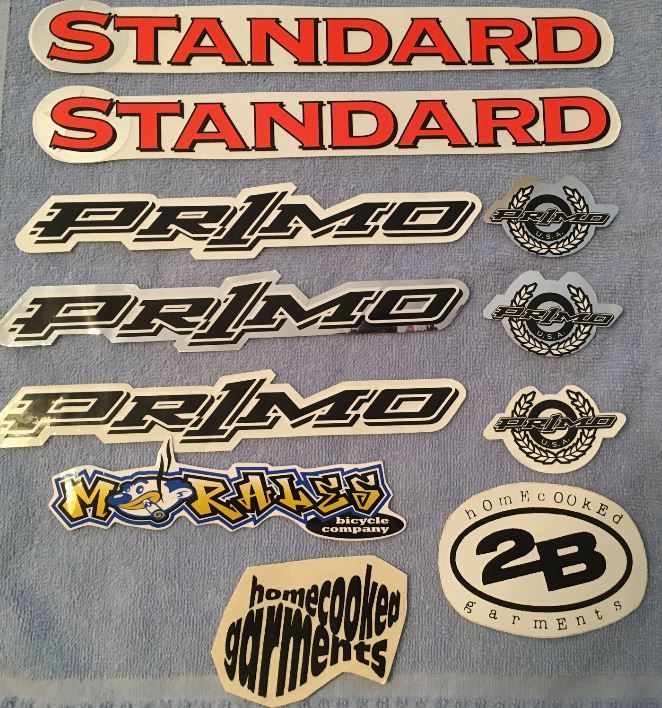 STANDARD
STANDARD
PR1MO
PR1MO
U.S.A.
PR1MO
PR1MO
U.S.A.
PR1MO
PR1MO
U.S.A.
MORALES
bicycle
company
hOmEcOOkEd
2B
garmEnts
homecooked
garments